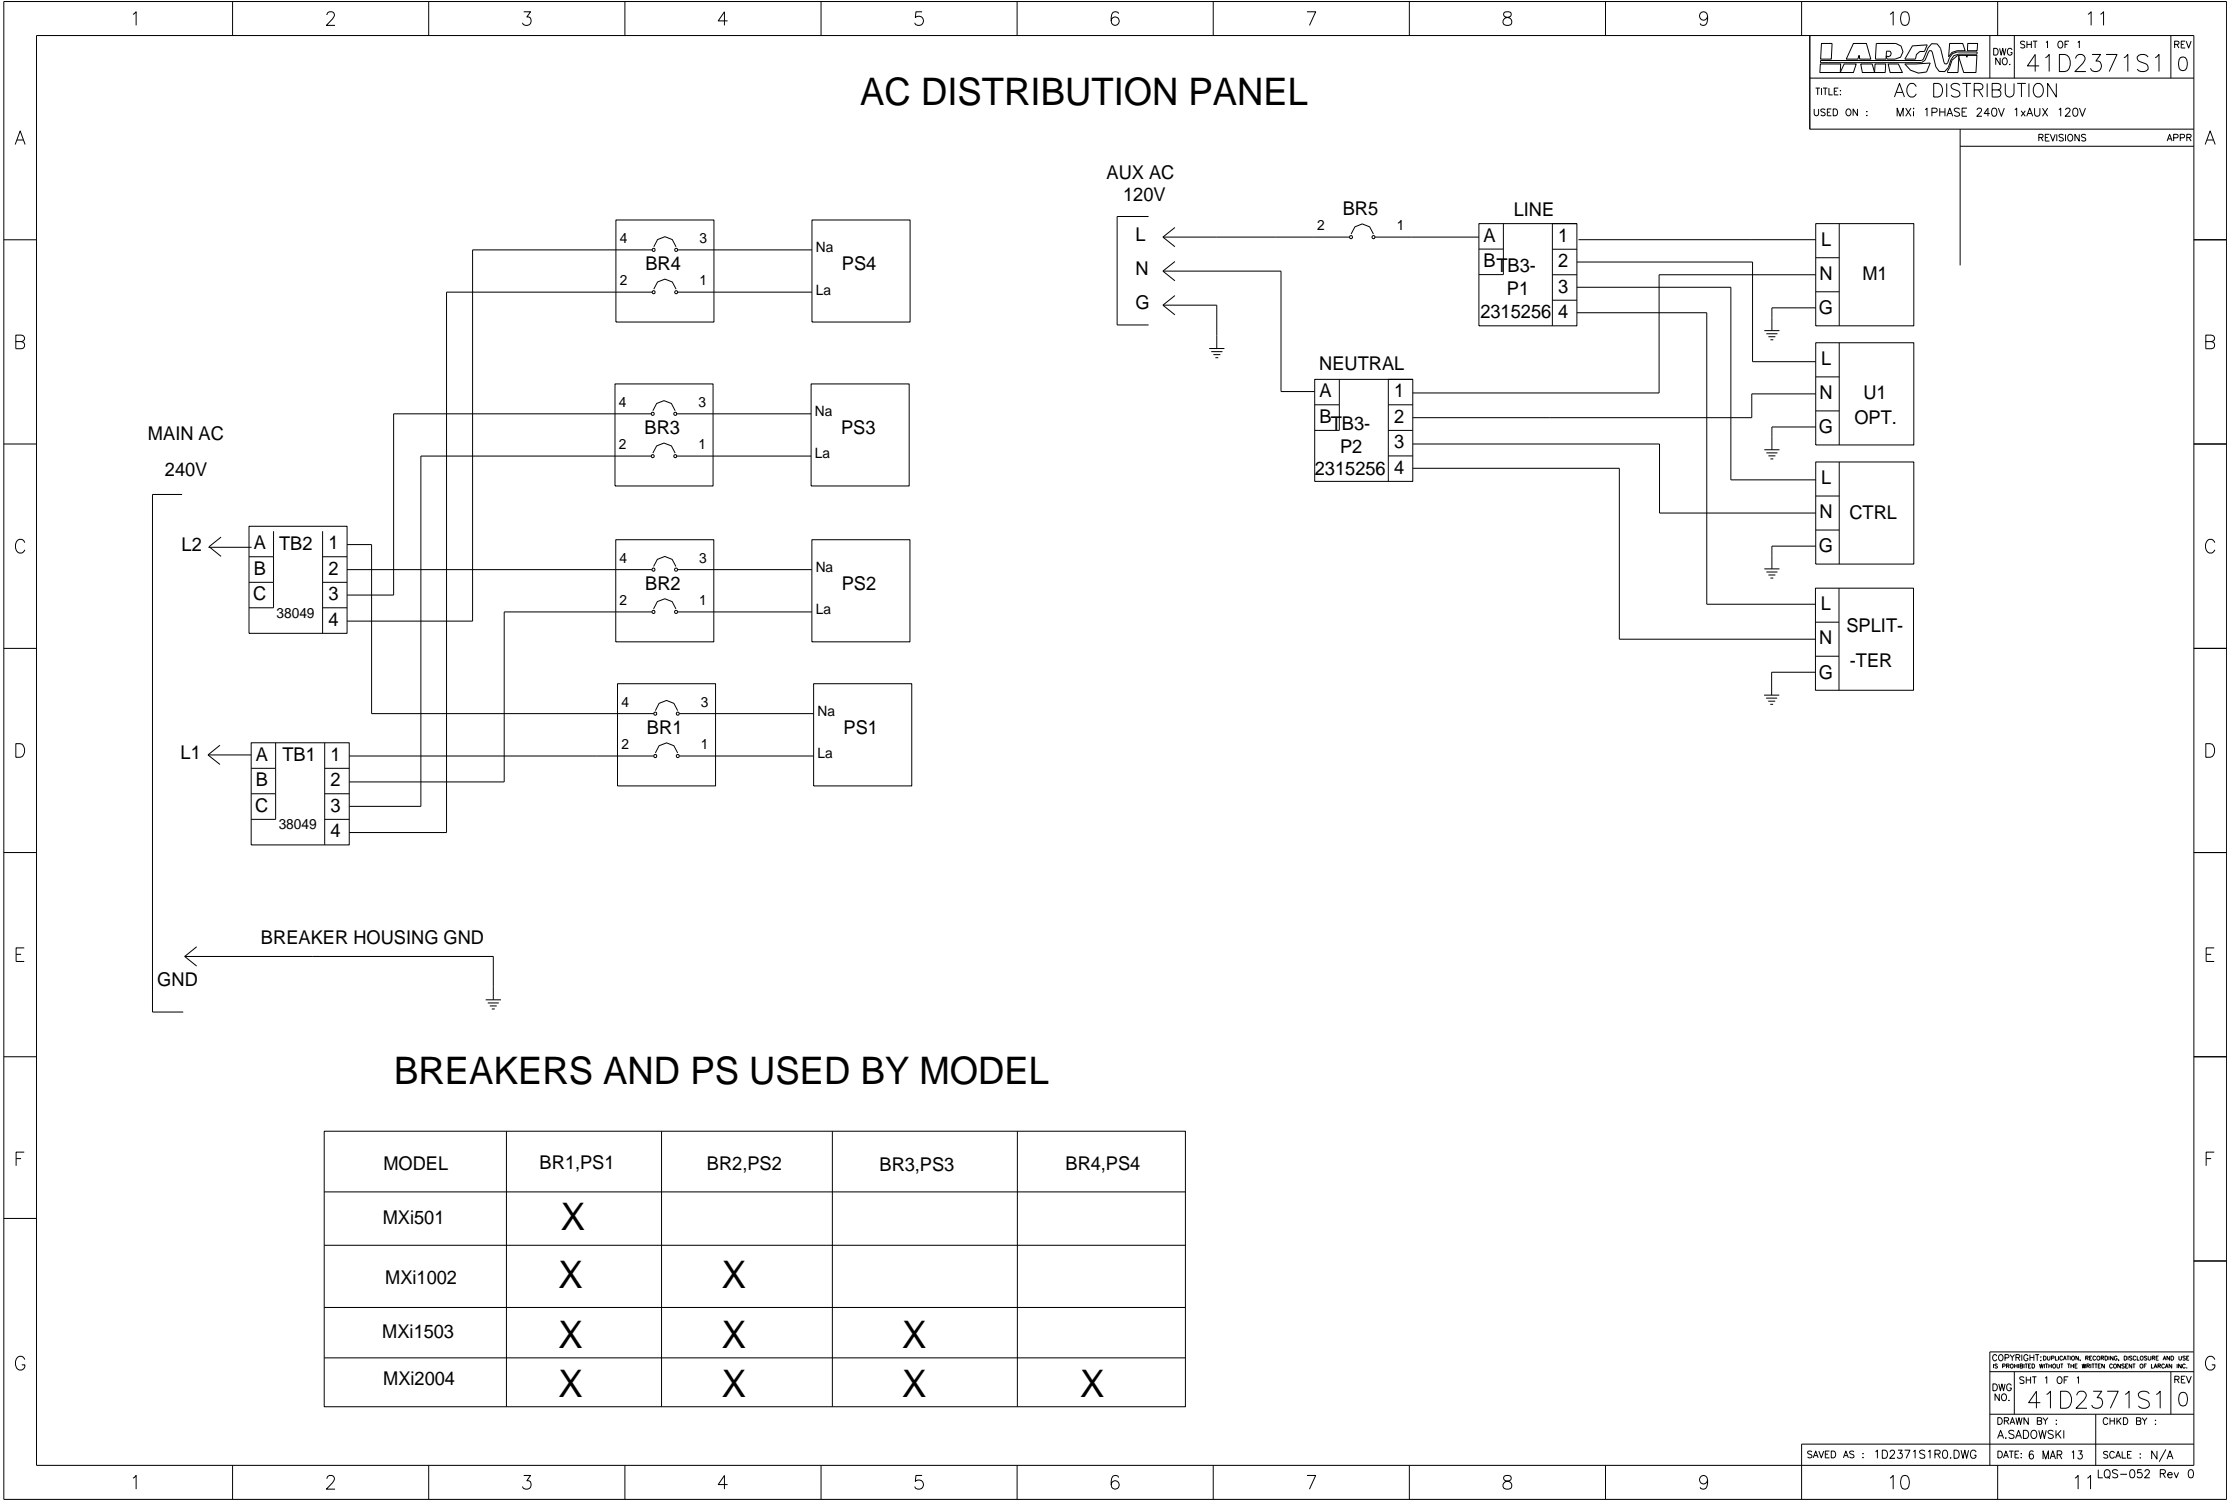 1 2 3 4 5 6 7 8 9 10 11
LARCAN
DWG NO.
SHT 1 OF 1
41D2371S1
REV
0
TITLE: AC DISTRIBUTION
USED ON : MXi 1PHASE 240V 1xAUX 120V
REVISIONS APPR
AC DISTRIBUTION PANEL
A A
B B
C C
D D
E E
F F
G G
MAIN AC
240V
L2
A TB2 1
B 2
C 3
38049 4
L1
A TB1 1
B 2
C 3
38049 4
BREAKER HOUSING GND
GND
4 3
BR4
2 1
Na
PS4
La
4 3
BR3
2 1
Na
PS3
La
4 3
BR2
2 1
Na
PS2
La
4 3
BR1
2 1
Na
PS1
La
AUX AC
120V
L
N
G
BR5
2 1
LINE
A 1
B TB3- 2
P1 3
2315256 4
NEUTRAL
A 1
B TB3- 2
P2 3
2315256 4
L
N M1
G
L
N U1
OPT.
G
L
N CTRL
G
L
SPLIT-
N
-TER
G
BREAKERS AND PS USED BY MODEL
MODEL BR1,PS1 BR2,PS2 BR3,PS3 BR4,PS4
MXi501 X
MXi1002 X X
MXi1503 X X X
MXi2004 X X X X
COPYRIGHT:DUPLICATION, RECORDING, DISCLOSURE AND USE
IS PROHIBITED WITHOUT THE WRITTEN CONSENT OF LARCAN INC.
DWG NO.
SHT 1 OF 1
41D2371S1
REV
0
DRAWN BY : CHKD BY :
A.SADOWSKI
SAVED AS : 1D2371S1R0.DWG DATE: 6 MAR 13 SCALE : N/A
LQS-052 Rev 0
1 2 3 4 5 6 7 8 9 10 11